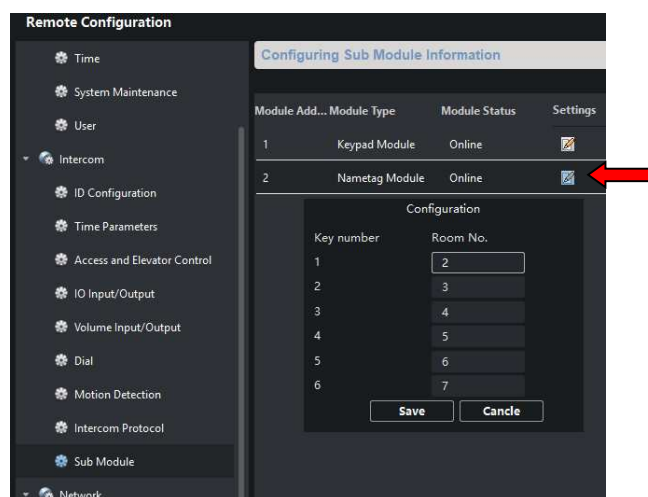 Remote Configuration
Time
System Maintenance
User
Intercom
ID Configuration
Time Parameters
Access and Elevator Control
IO Input/Output
Volume Input/Output
Dial
Motion Detection
Intercom Protocol
Sub Module
Network
Configuring Sub Module Information
Module Add... Module Type Module Status Settings
1 Keypad Module Online
2 Nametag Module Online
Configuration
Key number Room No.
1 2
2 3
3 4
4 5
5 6
6 7
Save Cancle